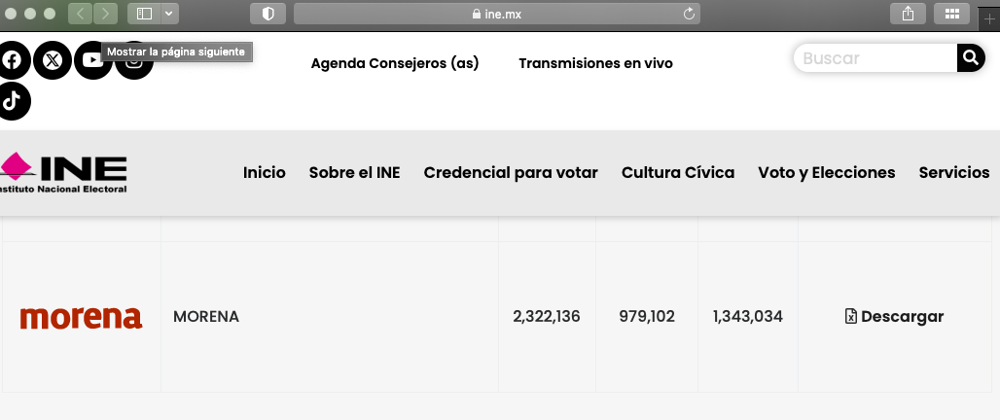 ine.mx
Mostrar la página siguiente
Agenda Consejeros (as)
Transmisiones en vivo
Buscar
INE
nstituto Nacional Electoral
Inicio
Sobre el INE
Credencial para votar
Cultura Cívica
Voto y Elecciones
Servicios
morena
MORENA
2,322,136
979,102
1,343,034
Descargar